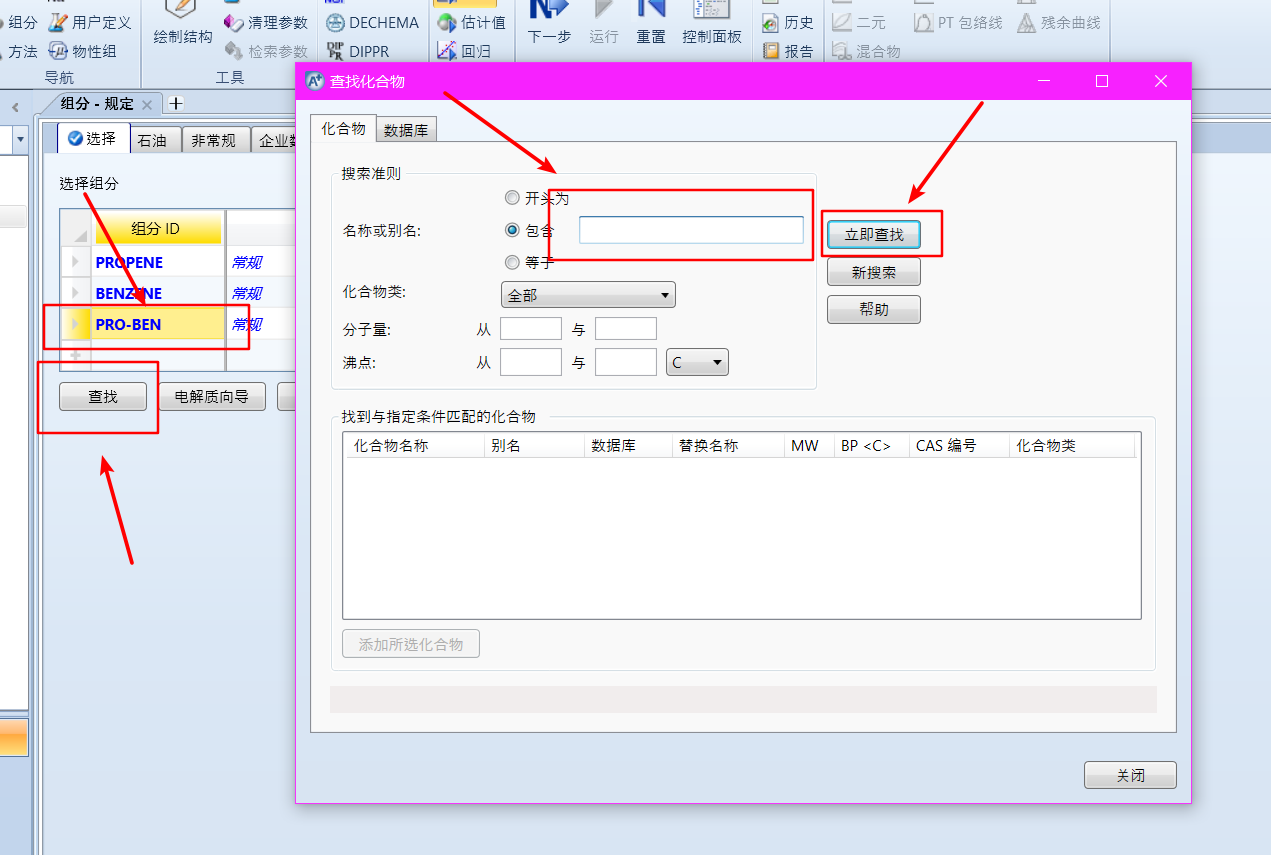 组分 用户定义 清理参数 DECHEMA 估计值 历史 二元 PT 包络线 残余曲线
绘制结构 下一步 运行 重置 控制面板
方法 物性组 检索参数 DIPPR 回归 报告 混合物
导航 工具
组分 - 规定
选择 石油 非常规 企业数
选择组分
组分 ID
PROPENE 常规
BENZENE 常规
PRO-BEN 常规
查找 电解质向导
查找化合物
化合物 数据库
搜索准则
开头为
名称或别名: 包含 立即查找
等于 新搜索
化合物类: 全部 帮助
分子量: 从 与
沸点: 从 与 C
找到与指定条件匹配的化合物
化合物名称 别名 数据库 替换名称 MW BP <C> CAS 编号 化合物类
添加所选化合物
关闭